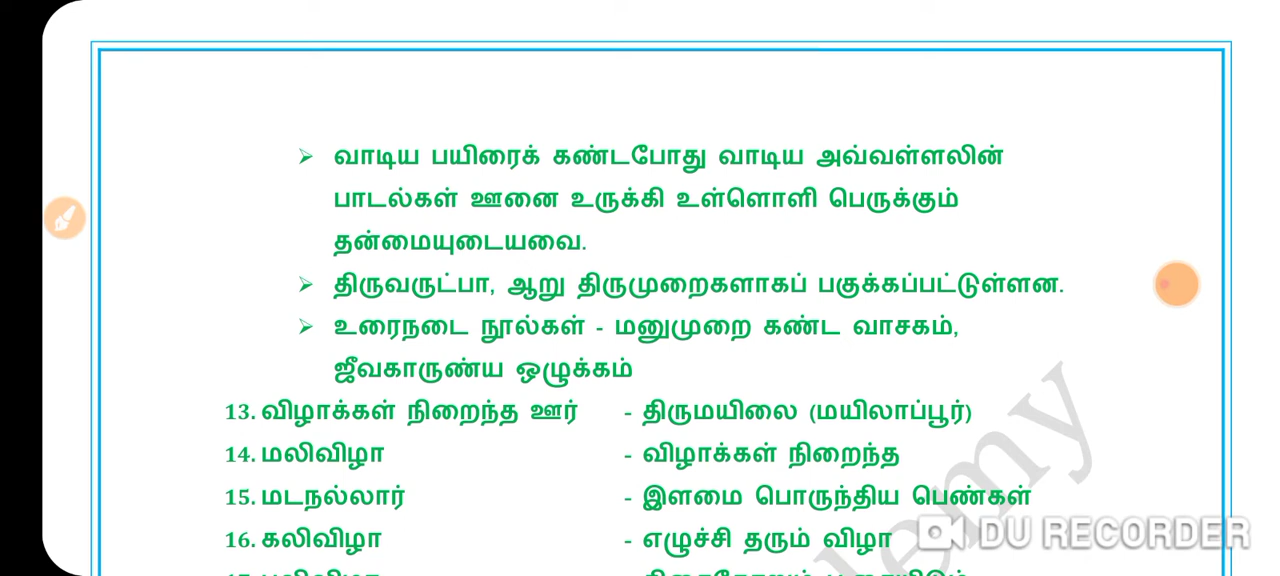 ➢ வாடிய பயிரைக் கண்டபோது வாடிய அவ்வள்ளலின்
பாடல்கள் ஊனை உருக்கி உள்ளொளி பெருக்கும்
தன்மையுடையவை.
➢ திருவருட்பா, ஆறு திருமுறைகளாகப் பகுக்கப்பட்டுள்ளன.
➢ உரைநடை நூல்கள் - மனுமுறை கண்ட வாசகம்,
ஜீவகாருண்ய ஒழுக்கம்
13. விழாக்கள் நிறைந்த ஊர் - திருமயிலை (மயிலாப்பூர்)
14. மலிவிழா - விழாக்கள் நிறைந்த
15. மடநல்லார் - இளமை பொருந்திய பெண்கள்
16. கலிவிழா - எழுச்சி தரும் விழா
DU RECORDER